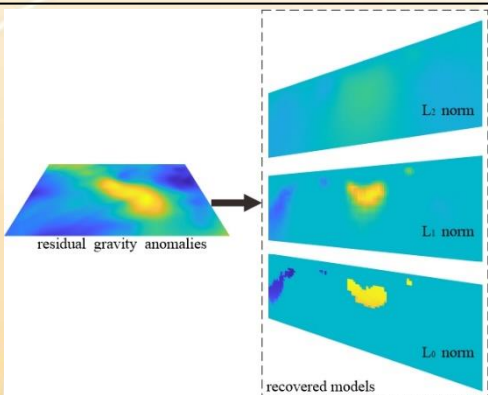 L₂ norm
residual gravity anomalies
L₁ norm
L₀ norm
recovered models